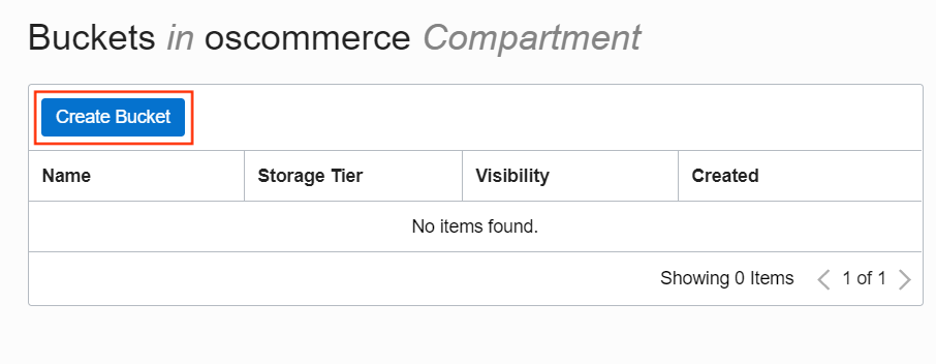 Buckets in oscommerce Compartment
Create Bucket
Name Storage Tier Visibility Created
No items found.
Showing 0 Items 1 of 1